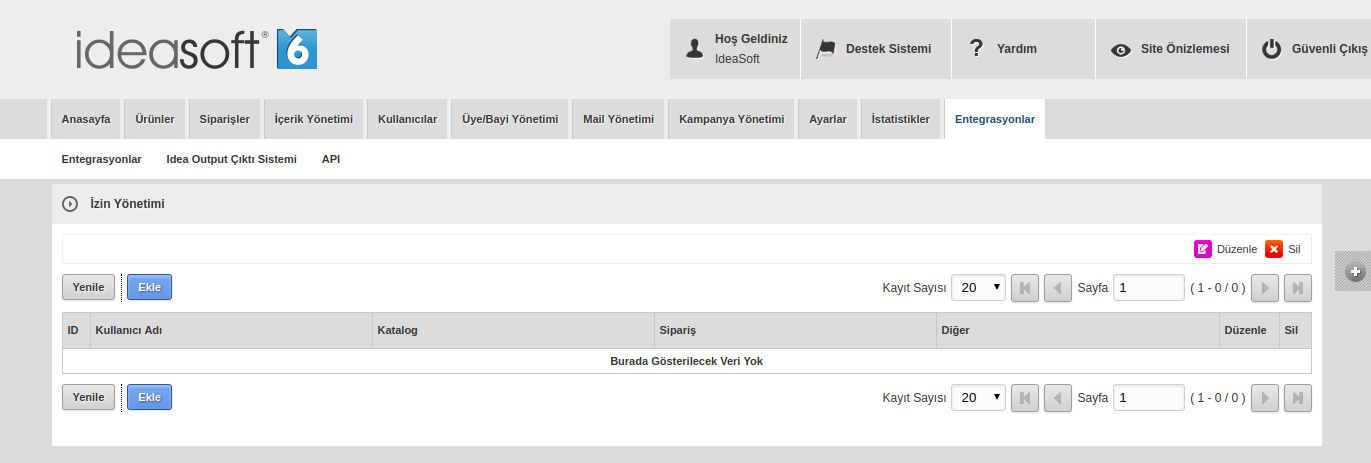 ideasoft® 6
Hoş Geldiniz
IdeaSoft
Destek Sistemi
? Yardım
Site Önizlemesi
Güvenli Çıkış
Anasayfa Ürünler Siparişler İçerik Yönetimi Kullanıcılar Üye/Bayi Yönetimi Mail Yönetimi Kampanya Yönetimi Ayarlar İstatistikler Entegrasyonlar
Entegrasyonlar Idea Output Çıktı Sistemi API
İzin Yönetimi
Düzenle Sil
Yenile Ekle Kayıt Sayısı 20 Sayfa 1 ( 1 - 0 / 0 )
ID Kullanıcı Adı Katalog Sipariş Diğer Düzenle Sil
Burada Gösterilecek Veri Yok
Yenile Ekle Kayıt Sayısı 20 Sayfa 1 ( 1 - 0 / 0 )